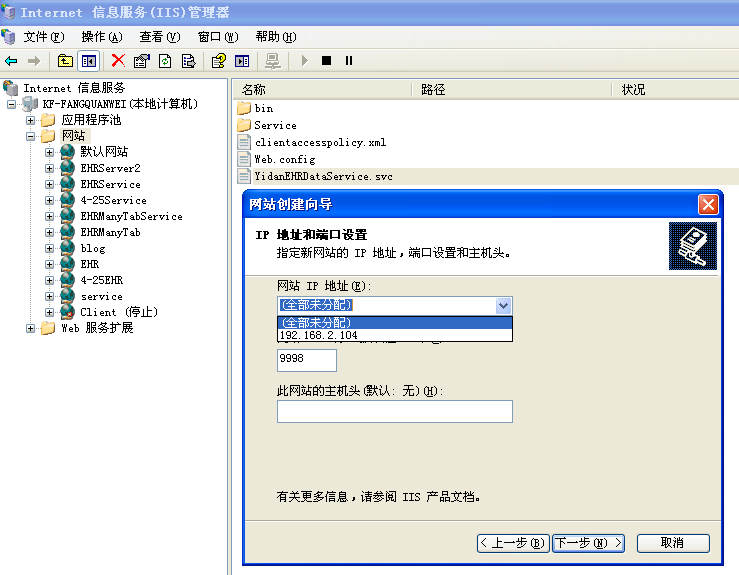 Internet 信息服务(IIS)管理器
文件(F) 操作(A) 查看(V) 窗口(W) 帮助(H)
Internet 信息服务
KF-FANGQUANWEI(本地计算机)
应用程序池
网站
默认网站
EHRServer2
EHRService
4-25Service
EHRManyTabService
EHRManyTab
blog
EHR
4-25EHR
service
Client (停止)
Web 服务扩展
名称 路径 状况
bin
Service
clientaccesspolicy.xml
Web.config
YidanEHRDataService.svc
网站创建向导
IP 地址和端口设置
指定新网站的 IP 地址，端口设置和主机头。
网站 IP 地址(E):
(全部未分配)
(全部未分配)
192.168.2.104
9998
此网站的主机头(默认: 无)(H):
有关更多信息，请参阅 IIS 产品文档。
< 上一步(B) 下一步(N) > 取消